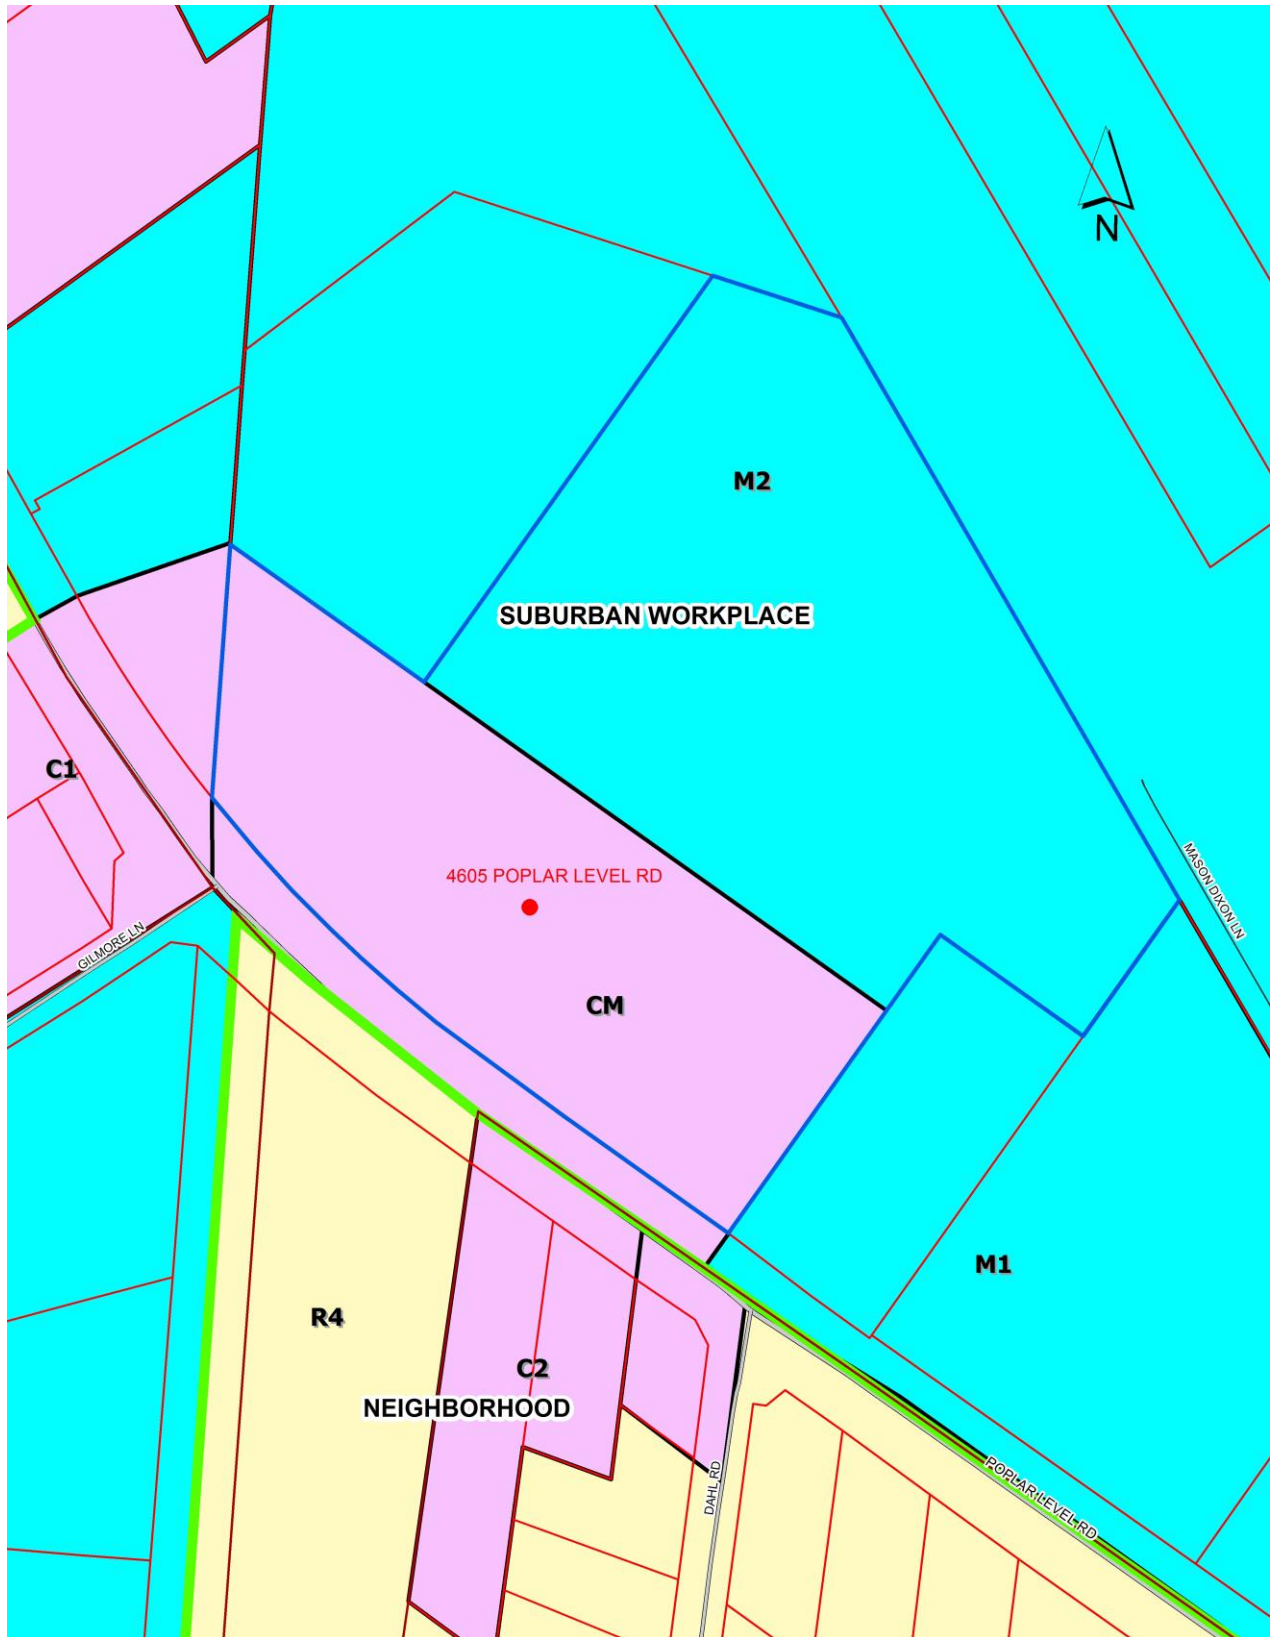 N
M2
SUBURBAN WORKPLACE
C1
MASON DIXON LN
4605 POPLAR LEVEL RD
GILMORE LN
CM
M1
R4
C2
NEIGHBORHOOD
DAHL RD
POPLAR LEVEL RD